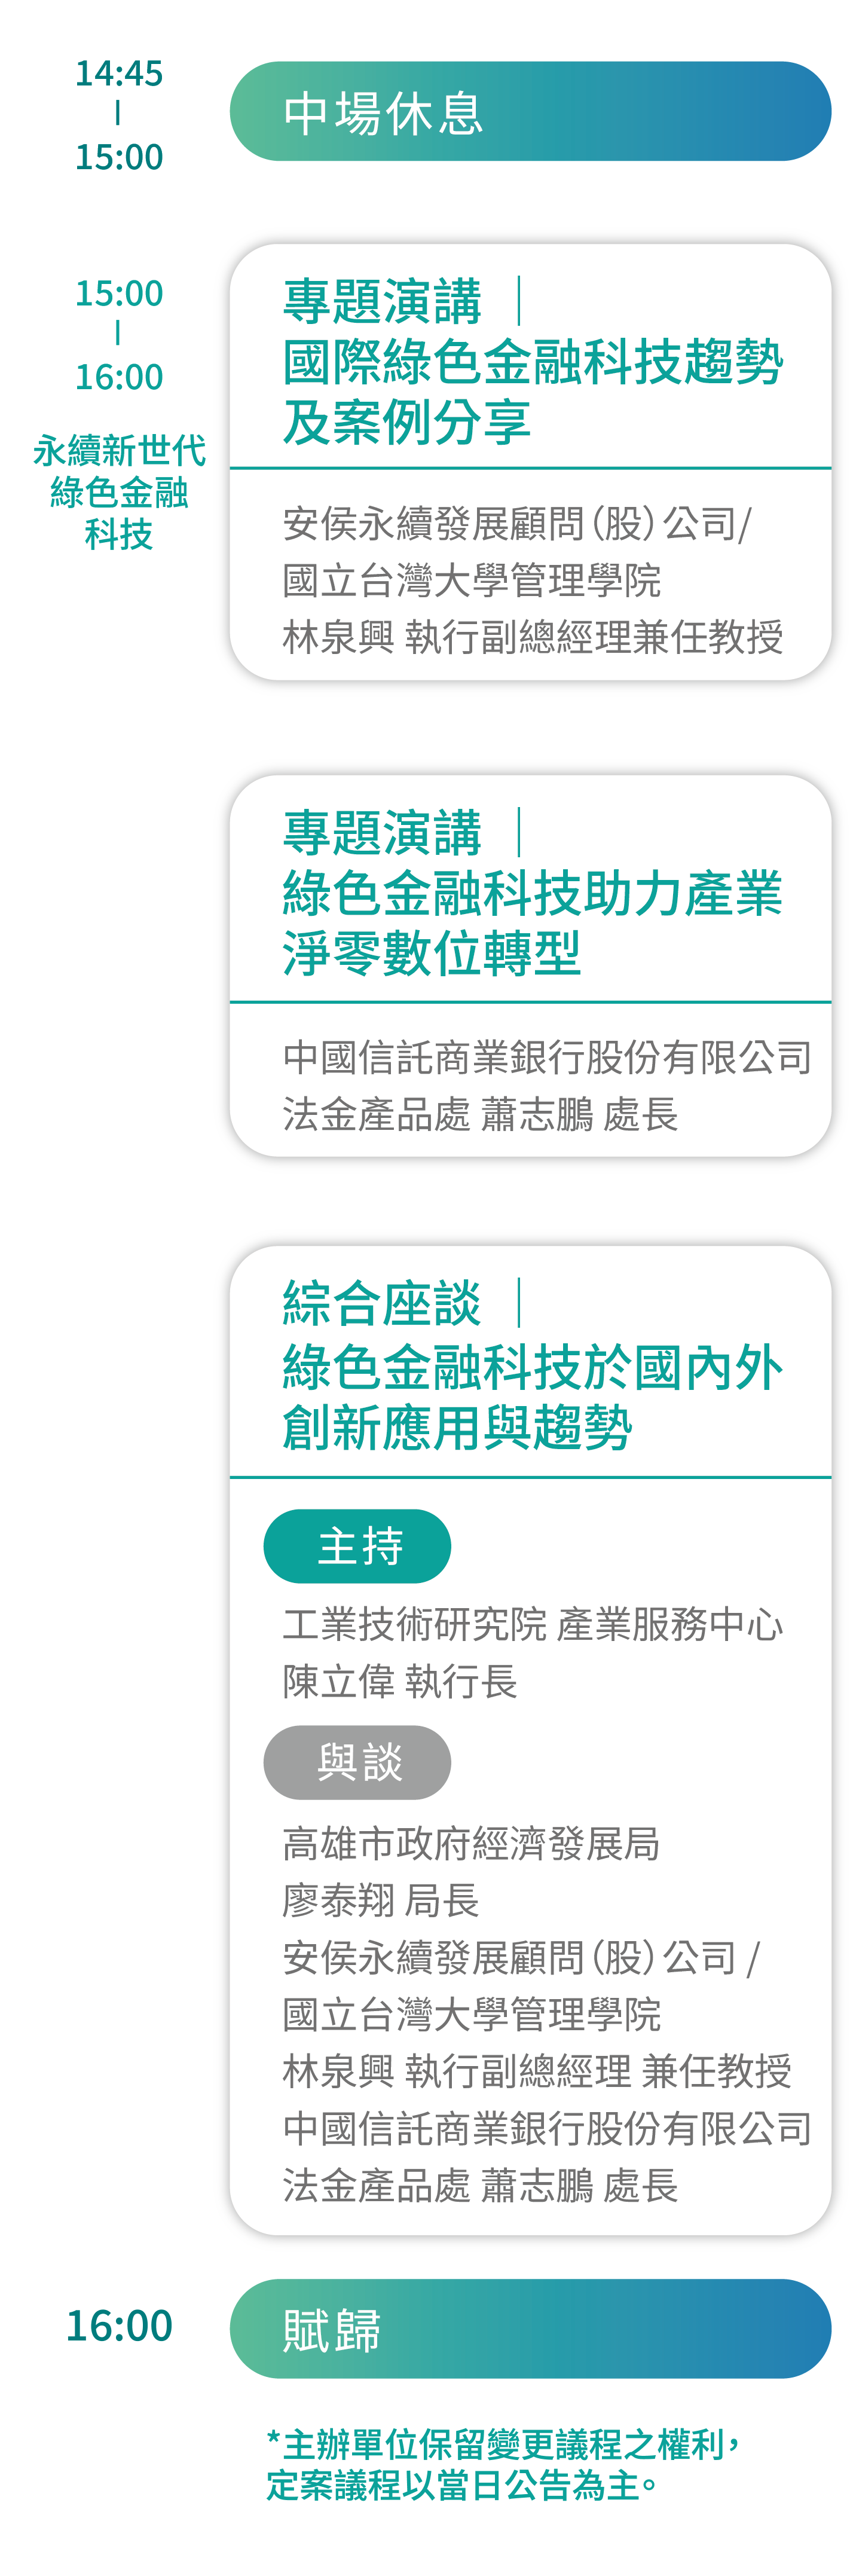 14:45
|
15:00
中場休息
15:00
|
16:00
永續新世代
綠色金融
科技
專題演講｜
國際綠色金融科技趨勢
及案例分享
安侯永續發展顧問(股)公司/
國立台灣大學管理學院
林泉興 執行副總經理兼任教授
專題演講｜
綠色金融科技助力產業
淨零數位轉型
中國信託商業銀行股份有限公司
法金產品處 蕭志鵬 處長
綜合座談｜
綠色金融科技於國內外
創新應用與趨勢
主持
工業技術研究院 產業服務中心
陳立偉 執行長
與談
高雄市政府經濟發展局
廖泰翔 局長
安侯永續發展顧問(股)公司 /
國立台灣大學管理學院
林泉興 執行副總經理 兼任教授
中國信託商業銀行股份有限公司
法金產品處 蕭志鵬 處長
16:00
賦歸
*主辦單位保留變更議程之權利，
定案議程以當日公告為主。